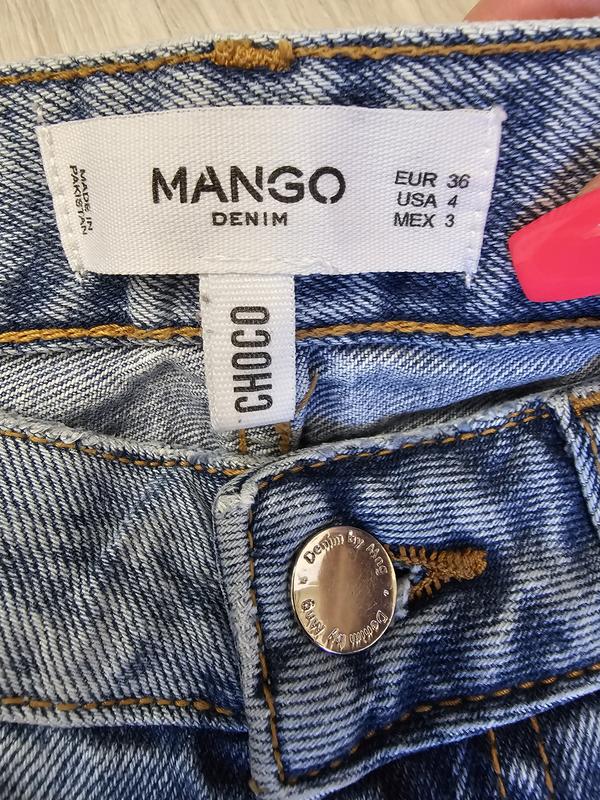 MADE IN
PAKISTAN
MANGO
DENIM
EUR 36
USA 4
MEX 3
CHOCO
Denim by Mng • Denim by Mng •